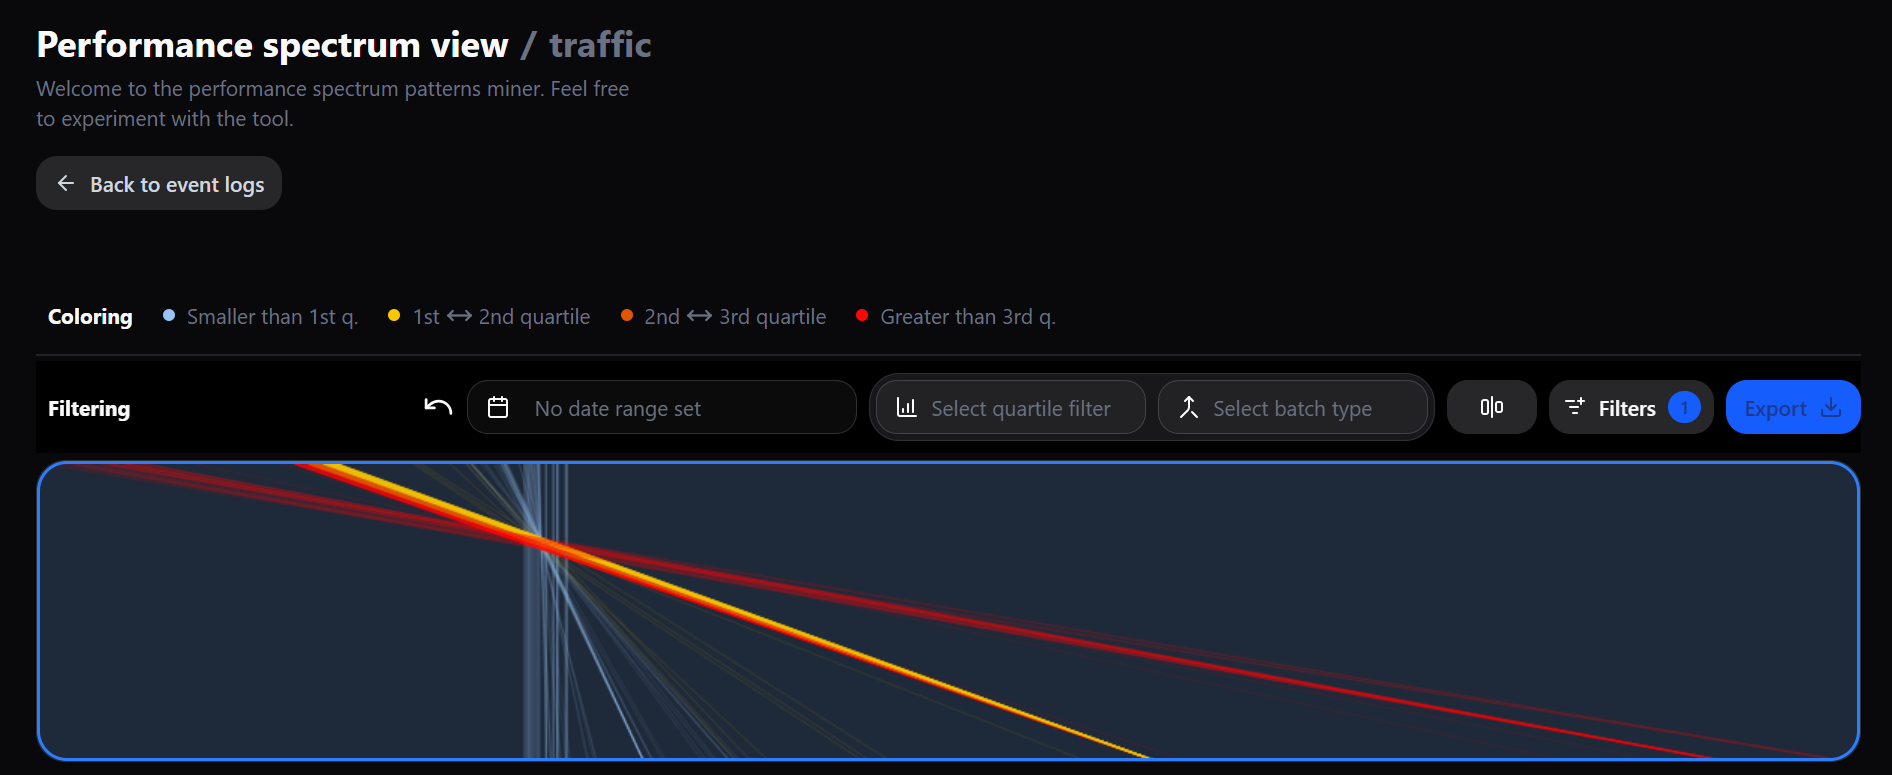 Performance spectrum view / traffic
Welcome to the performance spectrum patterns miner. Feel free
to experiment with the tool.
Back to event logs
Coloring Smaller than 1st q. 1st ↔ 2nd quartile 2nd ↔ 3rd quartile Greater than 3rd q.
Filtering No date range set Select quartile filter Select batch type Filters 1 Export